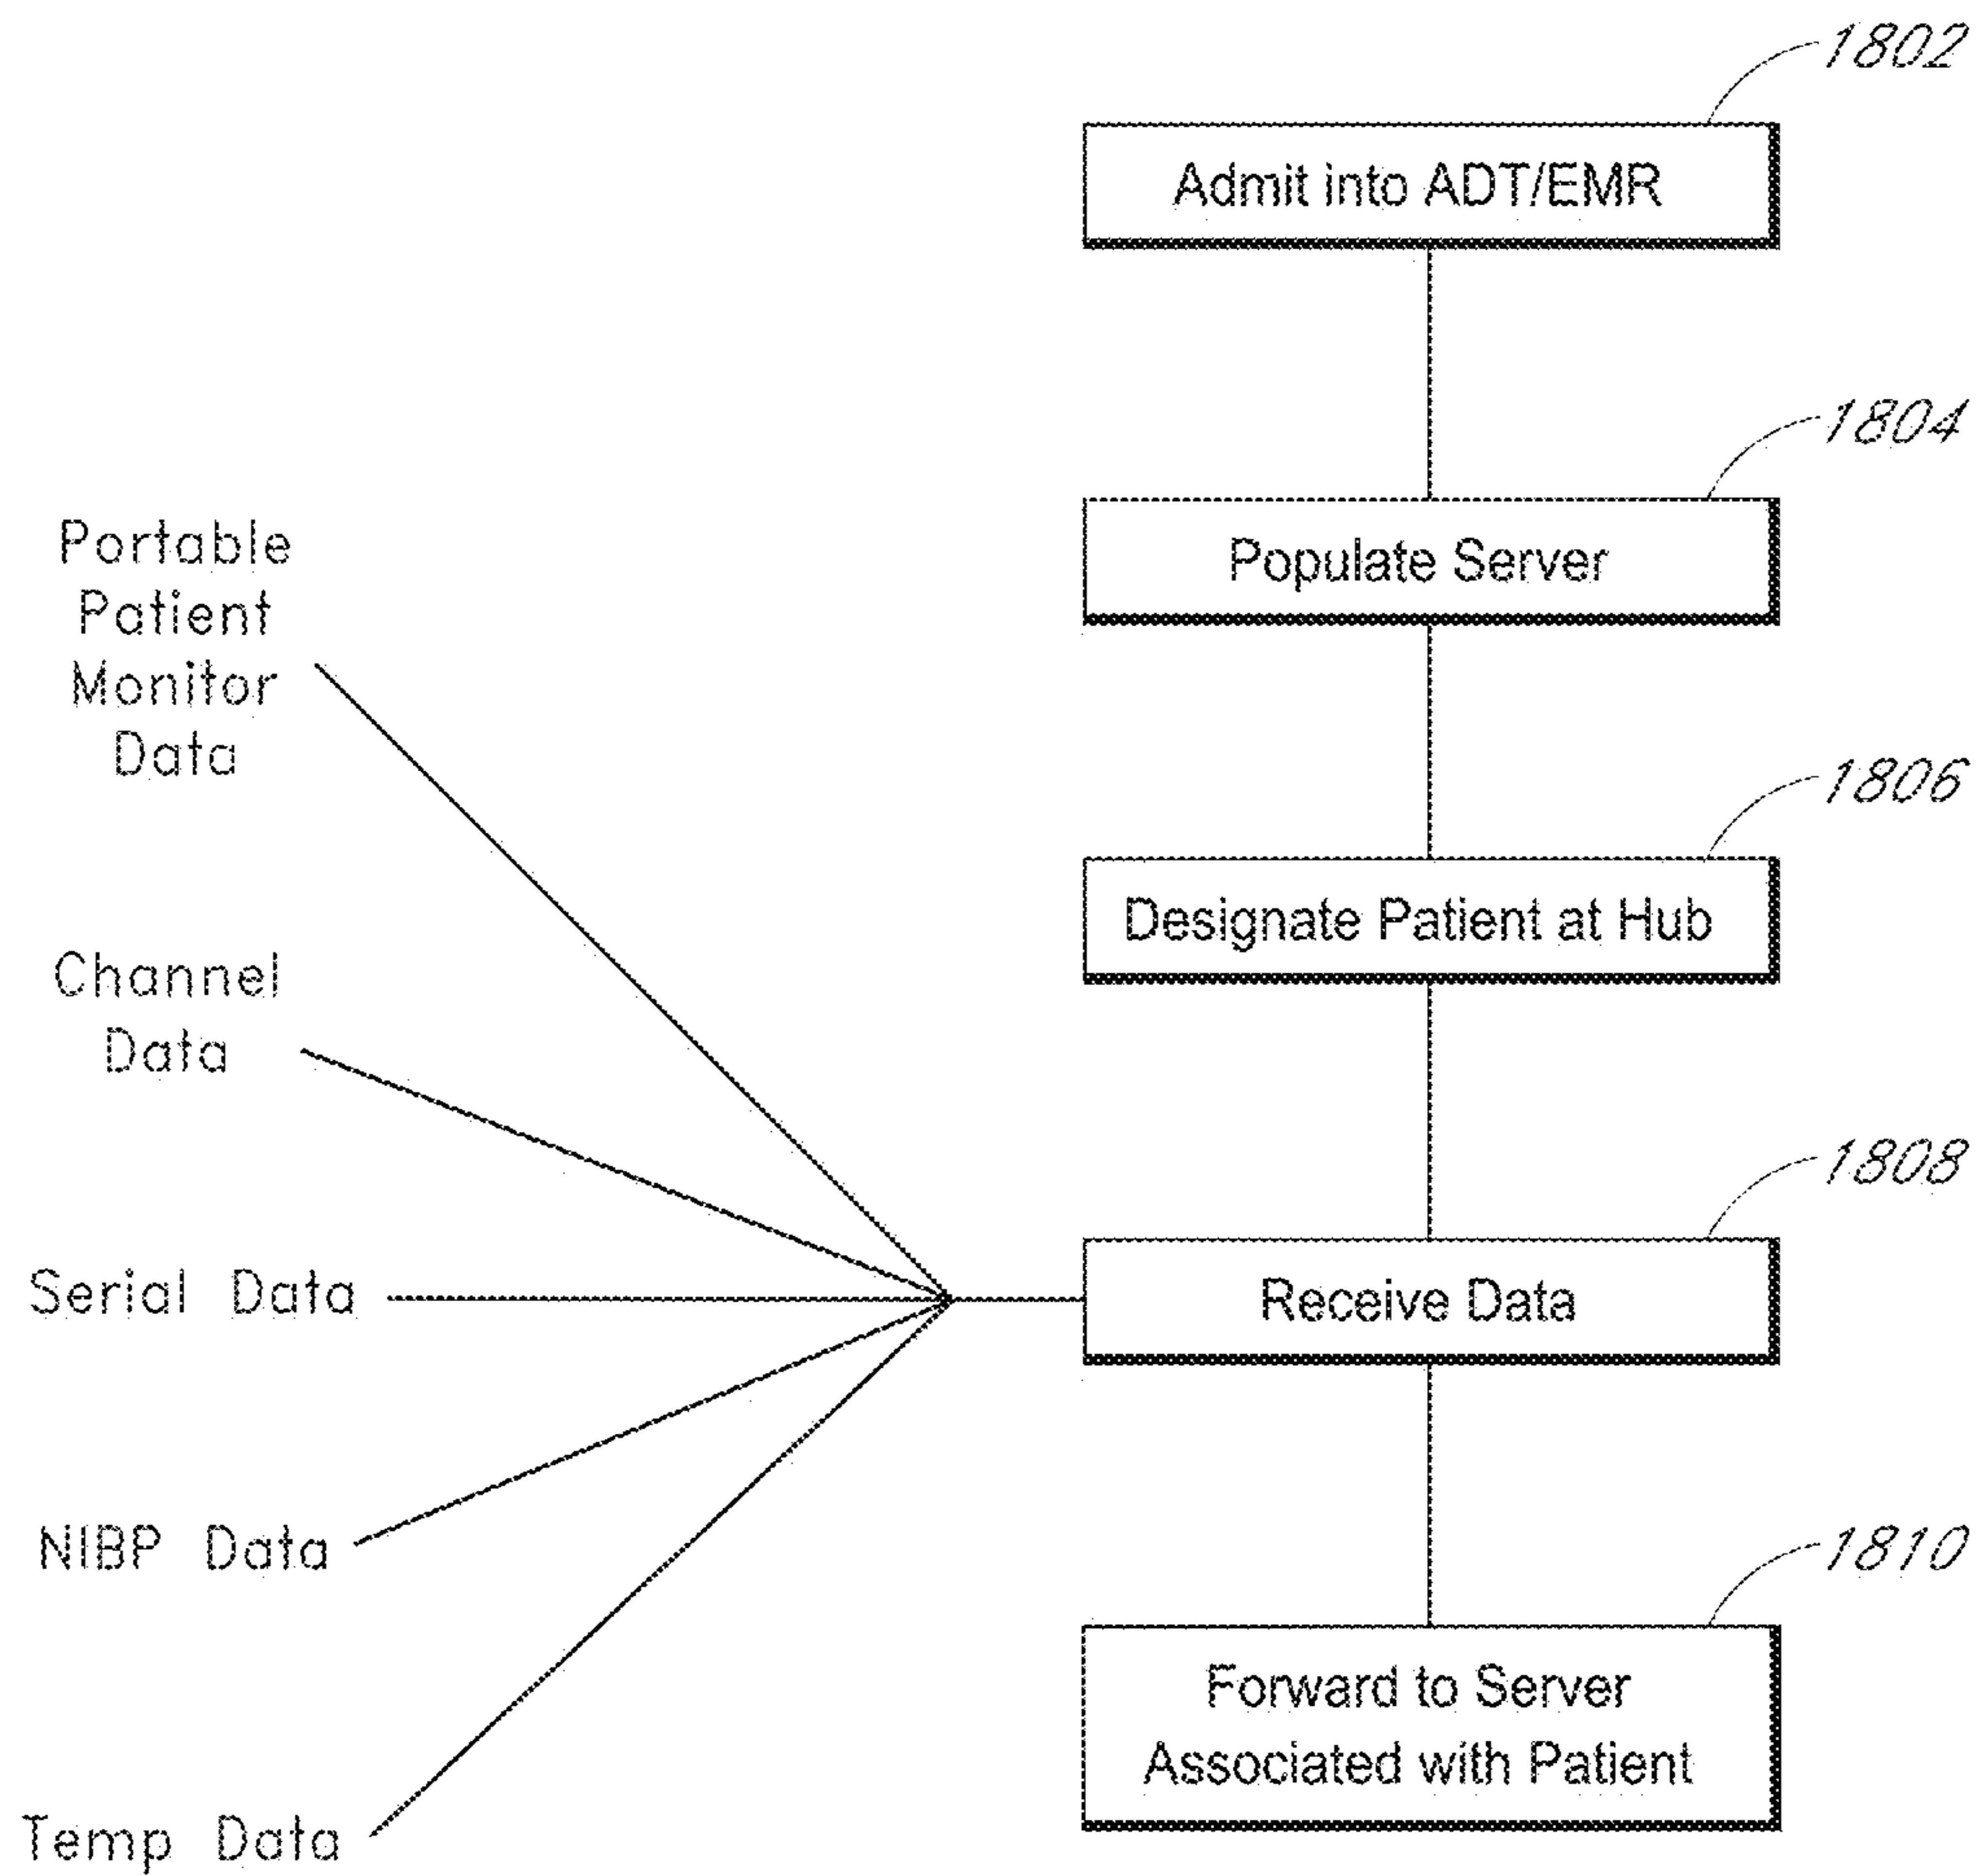 1802
Admit into ADT/EMR
1804
Populate Server
Portable
Patient
Monitor
Data
1806
Designate Patient at Hub
Channel
Data
1808
Serial Data
Receive Data
NIBP Data
1810
Forward to Server
Associated with Patient
Temp Data